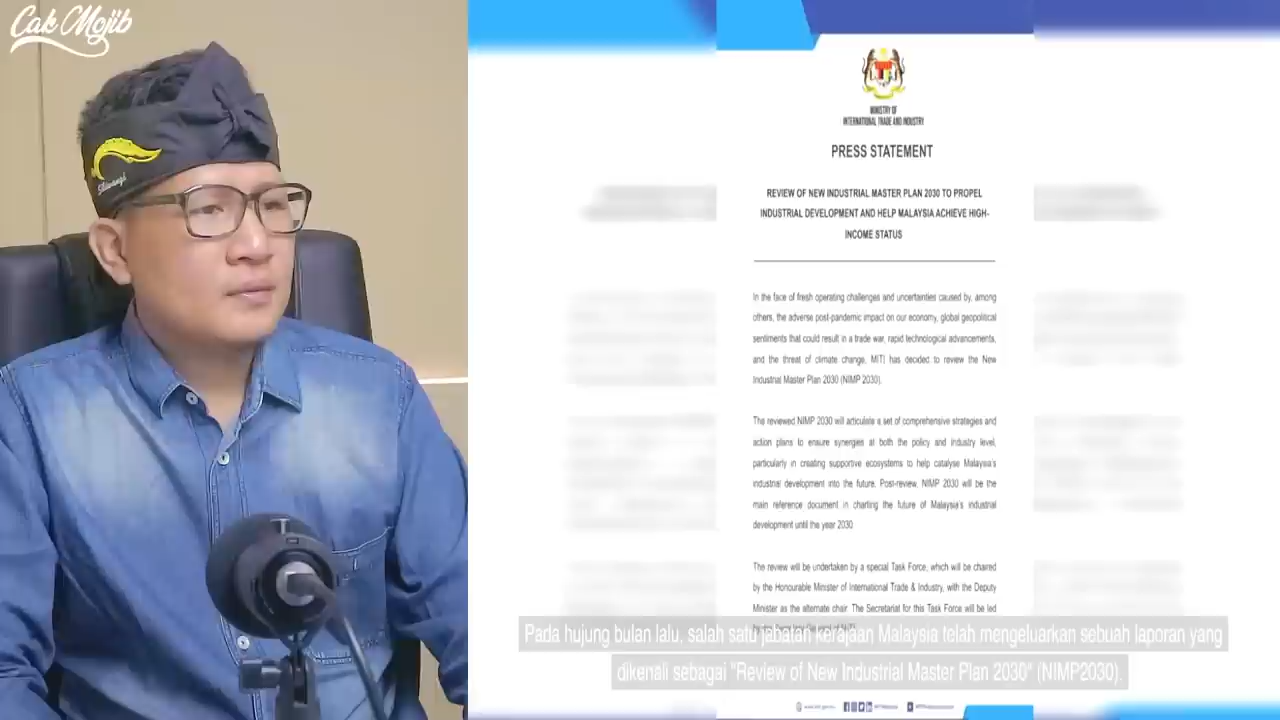 Cak Mojib
MINISTRY OF
INTERNATIONAL TRADE AND INDUSTRY
PRESS STATEMENT
REVIEW OF NEW INDUSTRIAL MASTER PLAN 2030 TO PROPEL
INDUSTRIAL DEVELOPMENT AND HELP MALAYSIA ACHIEVE HIGH-
INCOME STATUS
In the face of fresh operating challenges and uncertainties caused by, among
others, the adverse post-pandemic impact on our economy, global geopolitical
sentiments that could result in a trade war, rapid technological advancements,
and the threat of climate change, MITI has decided to review the New
Industrial Master Plan 2030 (NIMP 2030).
The reviewed NIMP 2030 will articulate a set of comprehensive strategies and
action plans to ensure synergies at both the policy and industry level,
particularly in creating supportive ecosystems to help catalyse Malaysia's
industrial development into the future. Post-review, NIMP 2030 will be the
main reference document in charting the future of Malaysia's industrial
development until the year 2030.
The review will be undertaken by a special Task Force, which will be chaired
by the Honourable Minister of International Trade & Industry, with the Deputy
Minister as the alternate chair. The Secretariat for this Task Force will be led
Pada hujung bulan lalu, salah satu jabatan kerajaan Malaysia telah mengeluarkan sebuah laporan yang
dikenali sebagai "Review of New Industrial Master Plan 2030" (NIMP2030).